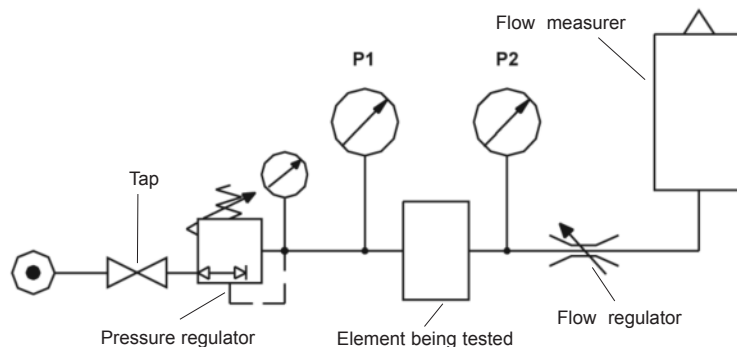 Flow measurer
P1
P2
Tap
Pressure regulator
Element being tested
Flow regulator